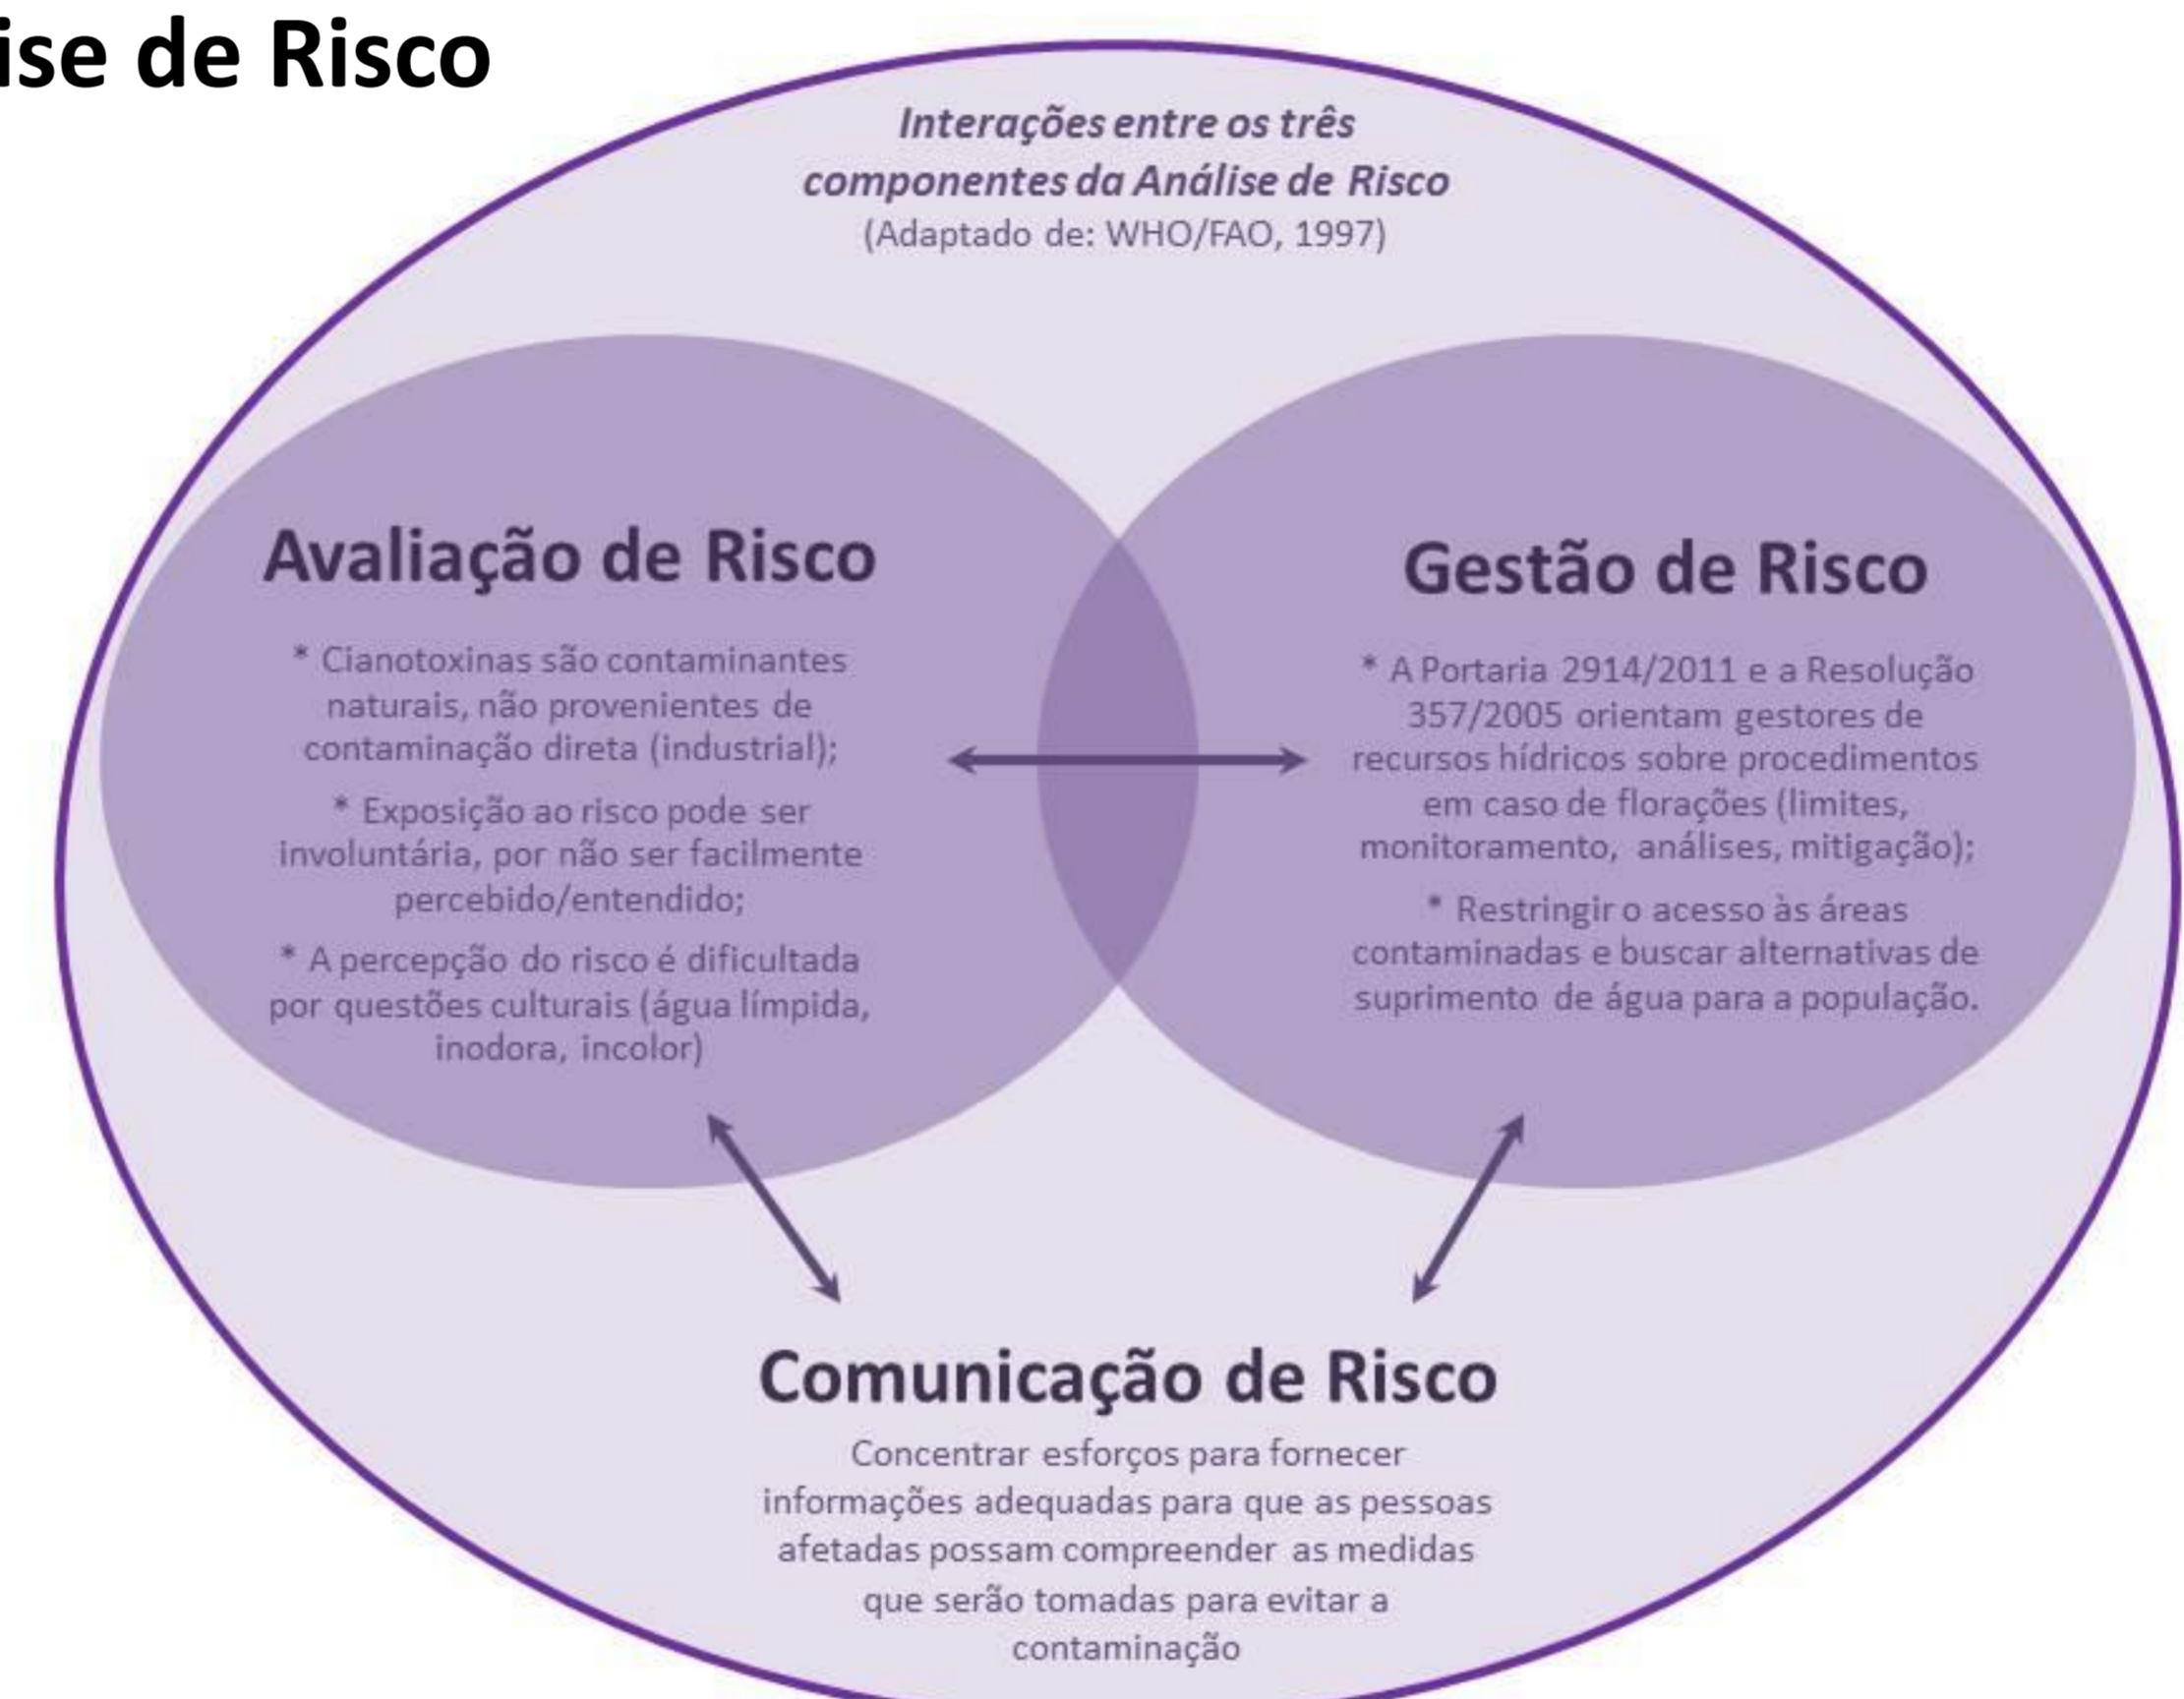 ise de Risco
Interações entre os três
componentes da Análise de Risco
(Adaptado de: WHO/FAO, 1997)
Avaliação de Risco
* Cianotoxinas são contaminantes
naturais, não provenientes de
contaminação direta (industrial);
* Exposição ao risco pode ser
involuntária, por não ser facilmente
percebido/entendido;
* A percepção do risco é dificultada
por questões culturais (água límpida,
inodora, incolor)
Gestão de Risco
* A Portaria 2914/2011 e a Resolução
357/2005 orientam gestores de
recursos hídricos sobre procedimentos
em caso de florações (limites,
monitoramento, análises, mitigação);
* Restringir o acesso às áreas
contaminadas e buscar alternativas de
suprimento de água para a população.
Comunicação de Risco
Concentrar esforços para fornecer
informações adequadas para que as pessoas
afetadas possam compreender as medidas
que serão tomadas para evitar a
contaminação